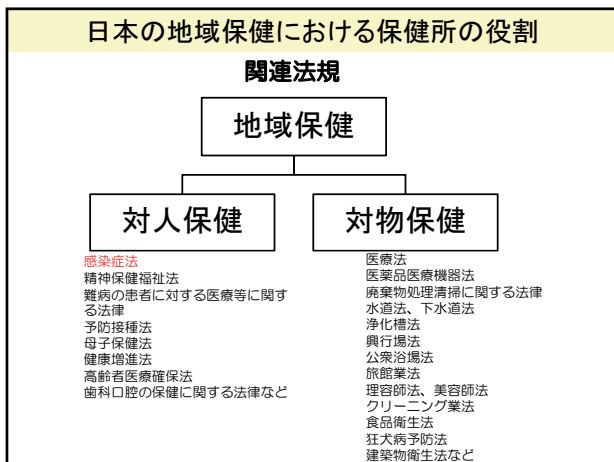 日本の地域保健における保健所の役割
関連法規
地域保健
対人保健
対物保健
感染症法
精神保健福祉法
難病の患者に対する医療等に関す
る法律
予防接種法
母子保健法
健康増進法
高齢者医療確保法
歯科口腔の保健に関する法律など
医療法
医薬品医療機器法
廃棄物処理清掃に関する法律
水道法、下水道法
浄化槽法
興行場法
公衆浴場法
旅館業法
理容師法、美容師法
クリーニング業法
食品衛生法
狂犬病予防法
建築物衛生法など